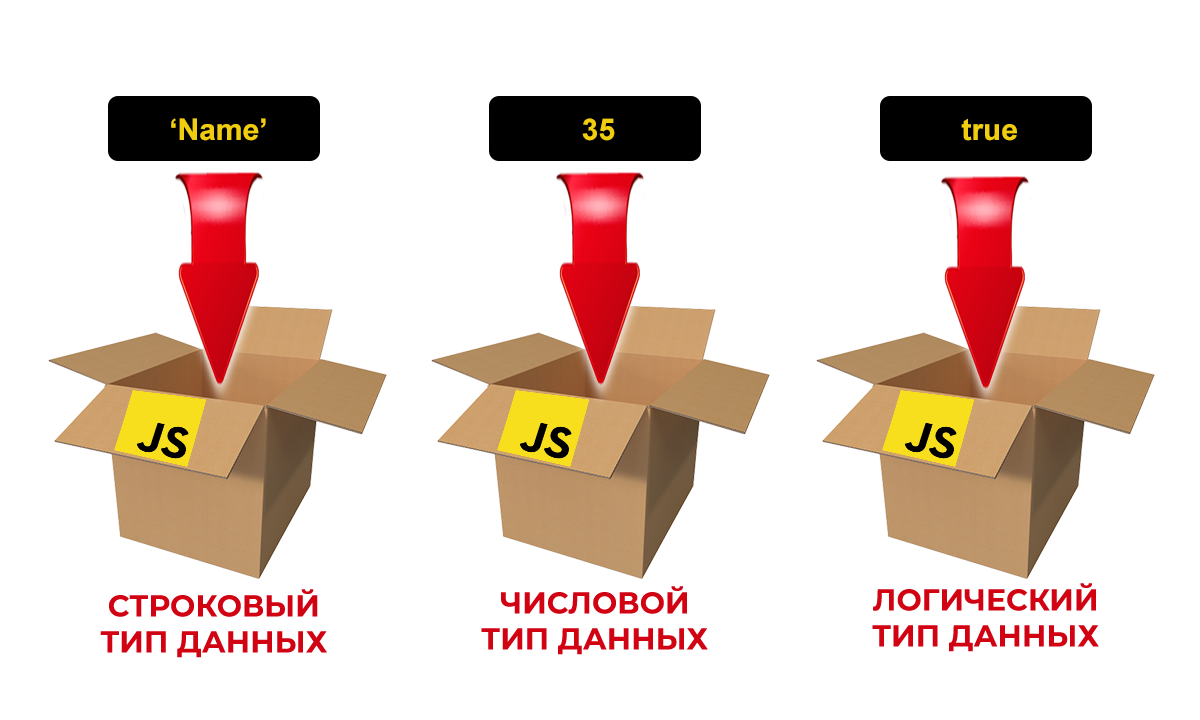 ‘Name’
35
true
JS
JS
JS
СТРОКОВЫЙ
ТИП ДАННЫХ
ЧИСЛОВОЙ
ТИП ДАННЫХ
ЛОГИЧЕСКИЙ
ТИП ДАННЫХ